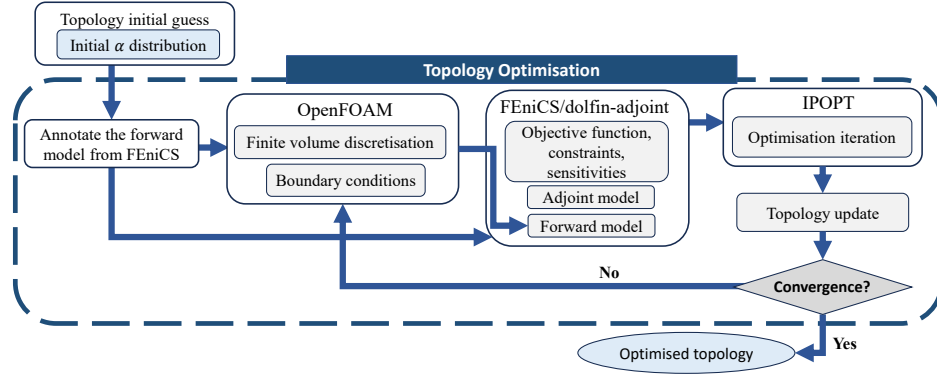 Topology initial guess
Initial α distribution
Topology Optimisation
Annotate the forward
model from FEniCS
OpenFOAM
Finite volume discretisation
Boundary conditions
FEniCS/dolfin-adjoint
Objective function,
constraints,
sensitivities
Adjoint model
Forward model
IPOPT
Optimisation iteration
Topology update
Convergence?
No
Yes
Optimised topology